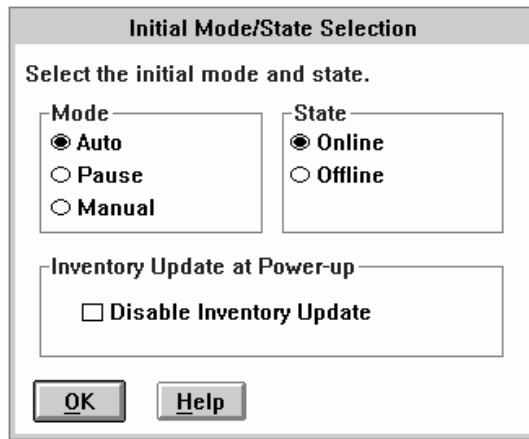 Initial Mode/State Selection
Select the initial mode and state.
Mode
Auto
Pause
Manual
State
Online
Offline
Inventory Update at Power-up
Disable Inventory Update
OK
Help